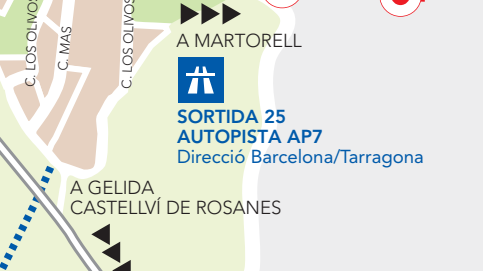 C. LOS OLIVOS
C. MAS
C. LOS OLIVOS
A MARTORELL
SORTIDA 25
AUTOPISTA AP7
Direcció Barcelona/Tarragona
A GELIDA
CASTELLVÍ DE ROSANES